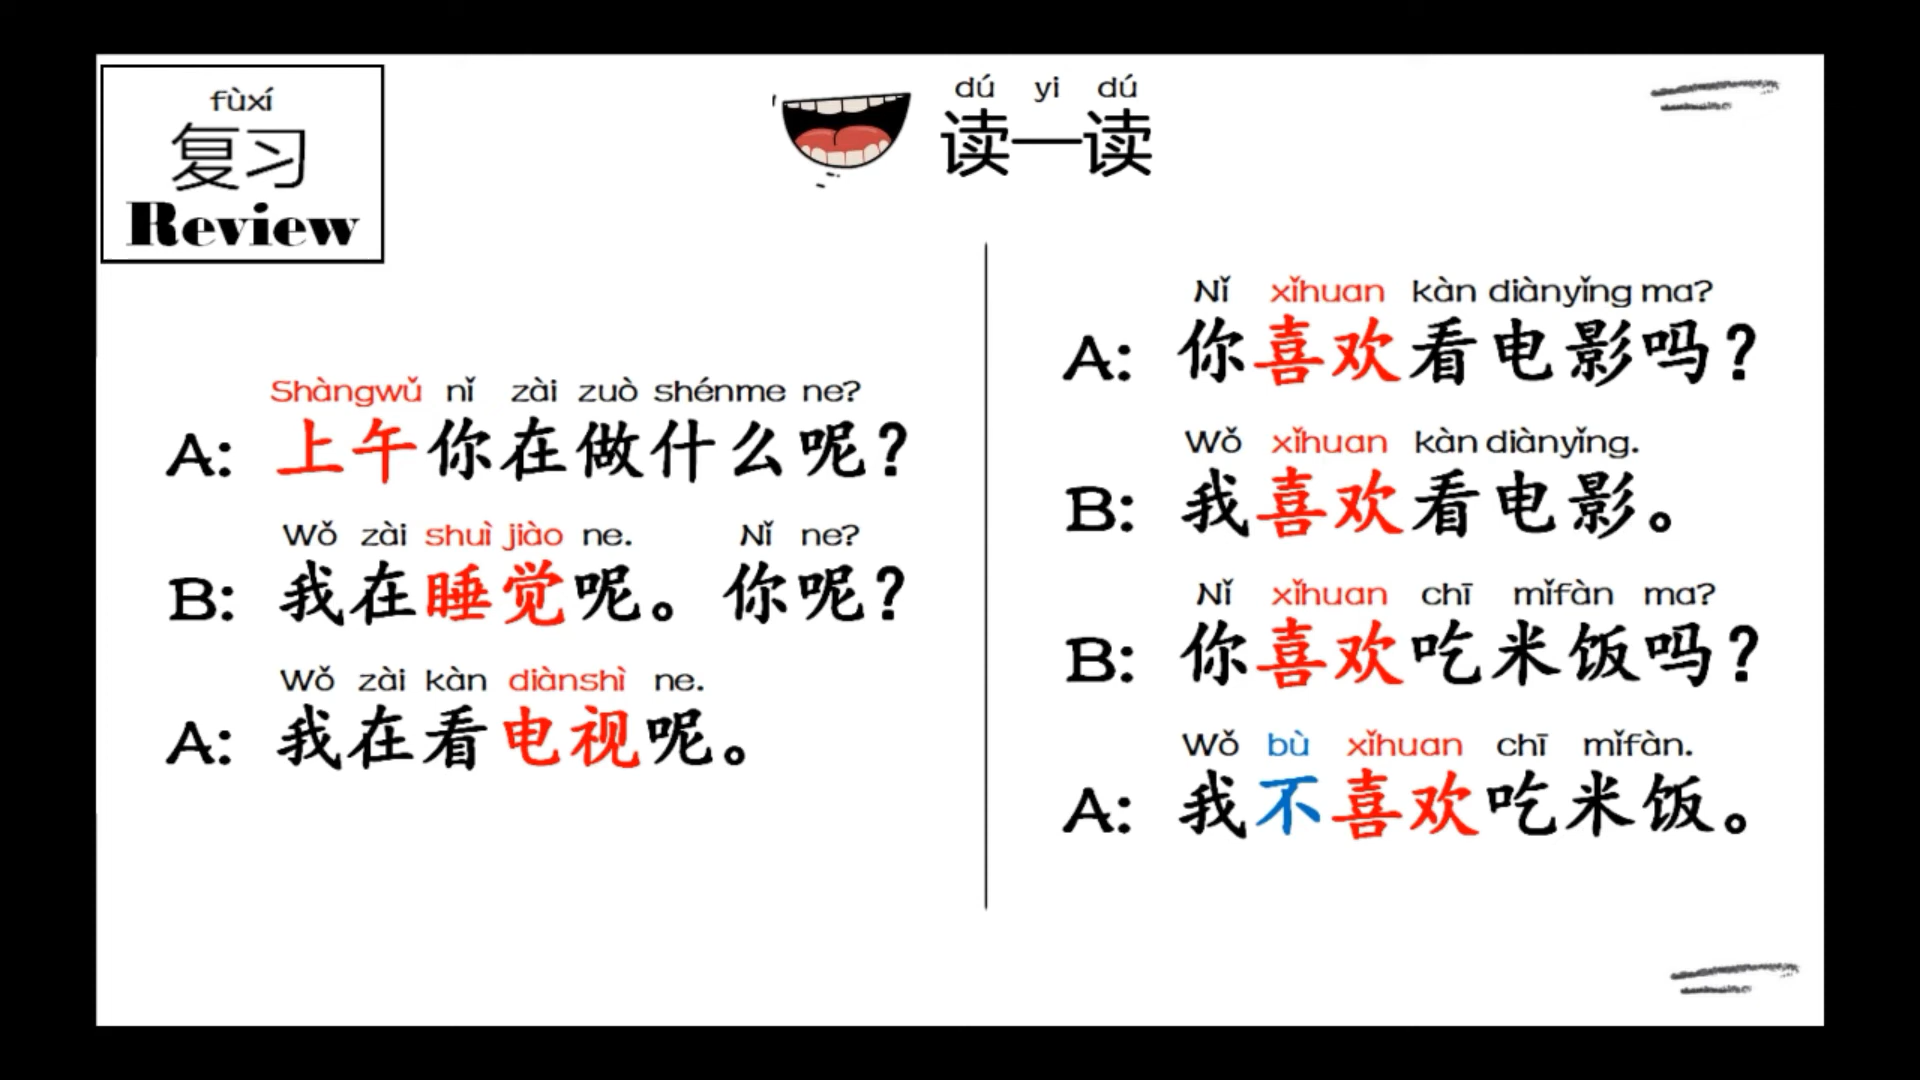 fùxí
复习
Review
dú yi dú
读一读
Shàngwǔ nǐ zài zuò shénme ne?
A: 上午你在做什么呢?
Wǒ zài shuì jiào ne. Nǐ ne?
B: 我在睡觉呢。你呢?
Wǒ zài kàn diànshì ne.
A: 我在看电视呢。
Nǐ xǐhuan kàn diànyǐng ma?
A: 你喜欢看电影吗?
Wǒ xǐhuan kàn diànyǐng.
B: 我喜欢看电影。
Nǐ xǐhuan chī mǐfàn ma?
B: 你喜欢吃米饭吗?
Wǒ bù xǐhuan chī mǐfàn.
A: 我不喜欢吃米饭。